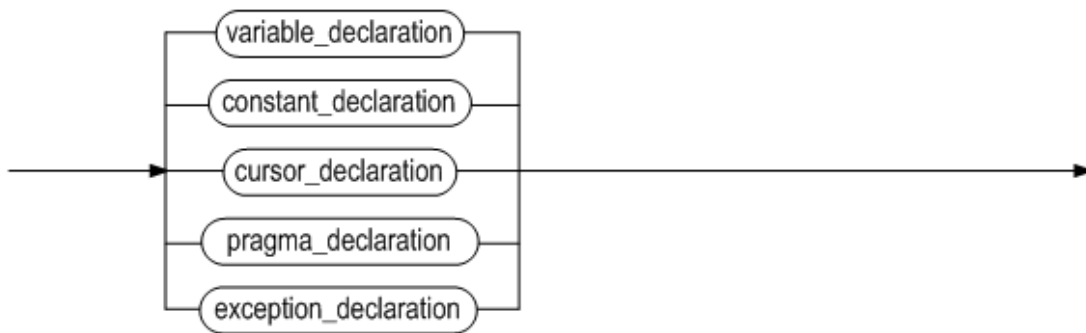 variable_declaration
constant_declaration
cursor_declaration
pragma_declaration
exception_declaration